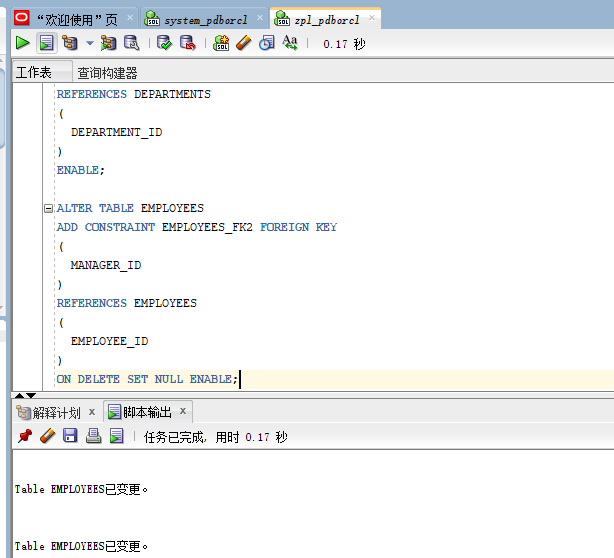 “欢迎使用”页
system_pdborcl
zpl_pdborcl
0.17 秒
工作表
查询构建器
REFERENCES DEPARTMENTS
(
DEPARTMENT_ID
)
ENABLE;
ALTER TABLE EMPLOYEES
ADD CONSTRAINT EMPLOYEES_FK2 FOREIGN KEY
(
MANAGER_ID
)
REFERENCES EMPLOYEES
(
EMPLOYEE_ID
)
ON DELETE SET NULL ENABLE;
解释计划 x
脚本输出 x
任务已完成, 用时 0.17 秒
Table EMPLOYEES已变更。
Table EMPLOYEES已变更。